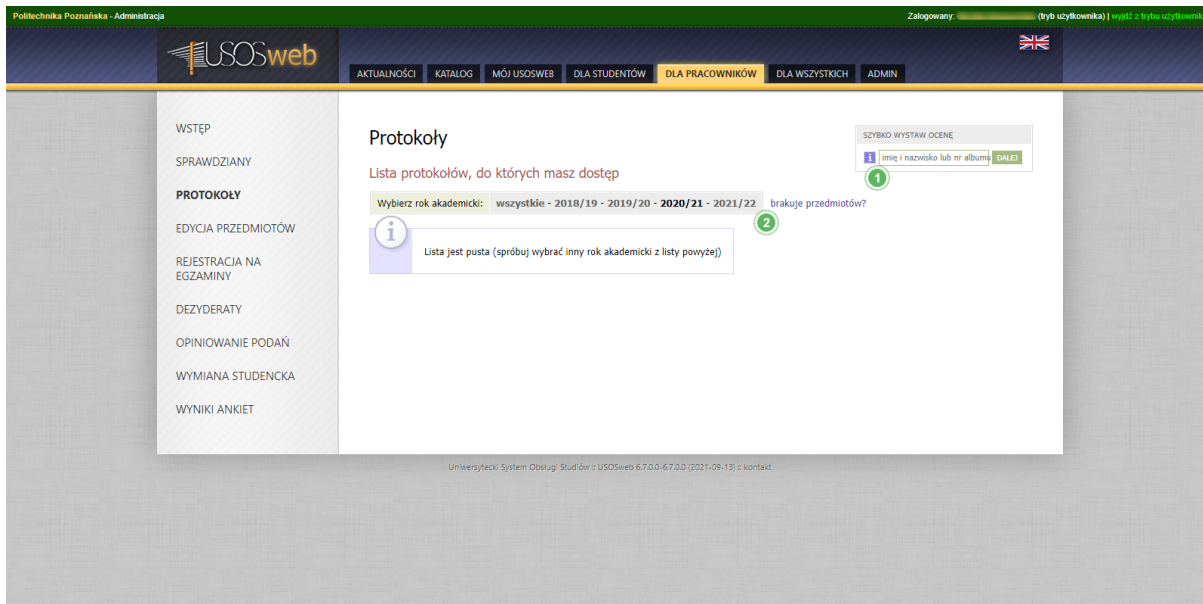 Politechnika Poznańska - Administracja
Zalogowany: (tryb użytkownika) | wyjdź z trybu użytkownik
USOSweb
AKTUALNOŚCI KATALOG MÓJ USOSWEB DLA STUDENTÓW DLA PRACOWNIKÓW DLA WSZYSTKICH ADMIN
WSTĘP
SPRAWDZIANY
PROTOKOŁY
EDYCJA PRZEDMIOTÓW
REJESTRACJA NA
EGZAMINY
DEZYDERATY
OPINIOWANIE PODAŃ
WYMIANA STUDENCKA
WYNIKI ANKIET
Protokoły
SZYBKO WYSTAW OCENĘ
i imię i nazwisko lub nr albumu DALEJ
1
Lista protokołów, do których masz dostęp
Wybierz rok akademicki: wszystkie - 2018/19 - 2019/20 - 2020/21 - 2021/22 brakuje przedmiotów?
2
i
Lista jest pusta (spróbuj wybrać inny rok akademicki z listy powyżej)
Uniwersytecki System Obsługi Studiów :: USOSweb 6.7.0.0-6.7.0.0 (2021-09-13) :: kontakt